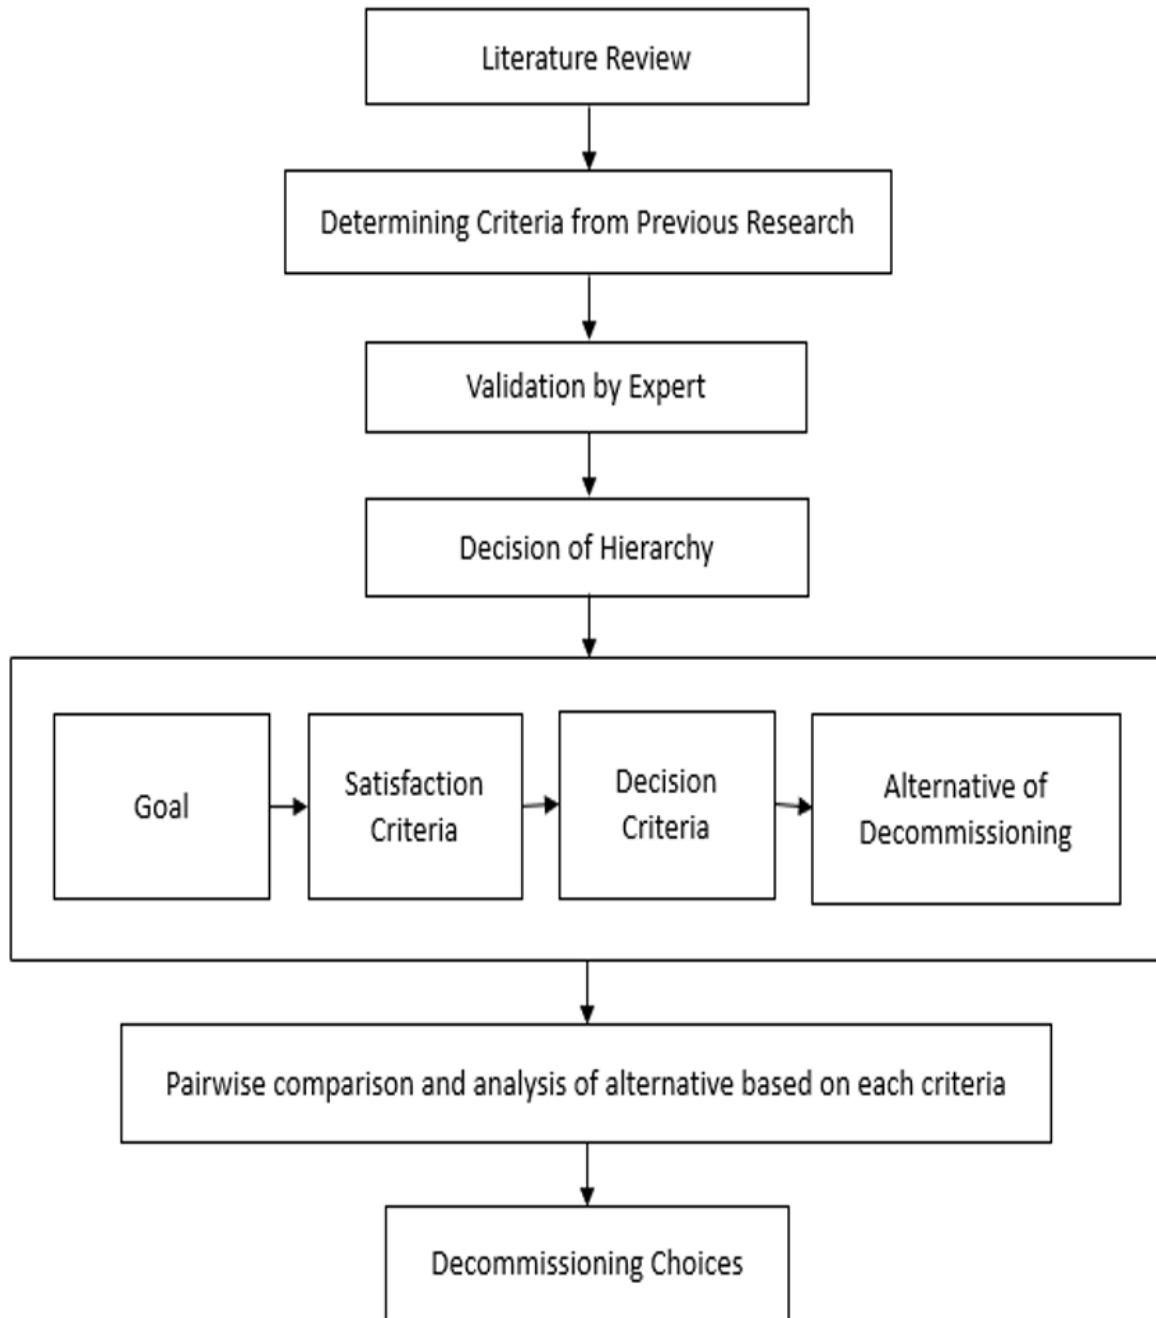 Literature Review
Determining Criteria from Previous Research
Validation by Expert
Decision of Hierarchy
Goal
Satisfaction
Criteria
Decision
Criteria
Alternative of
Decommissioning
Pairwise comparison and analysis of alternative based on each criteria
Decommissioning Choices